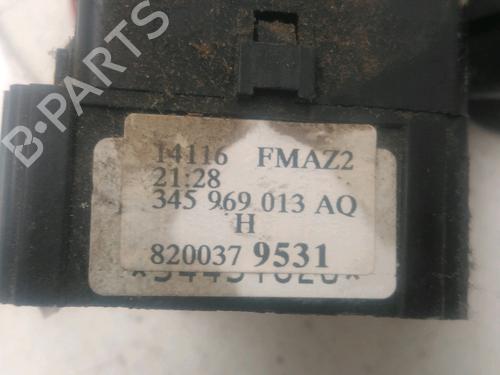 B-PARTS
14116 FMAZ2
21:28
345 969 013 AQ
H
820037 9531